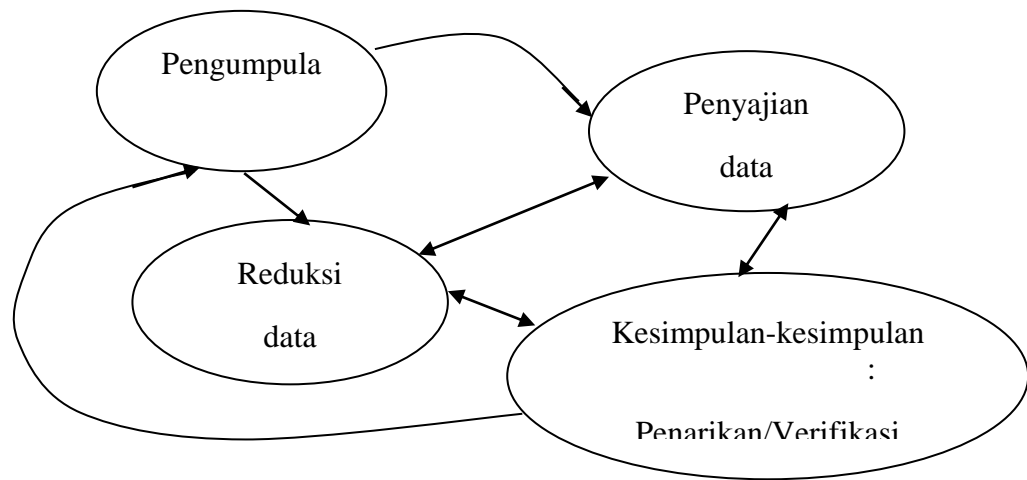 Pengumpula
Penyajian
data
Reduksi
data
Kesimpulan-kesimpulan
:
Penarikan/Verifikasi